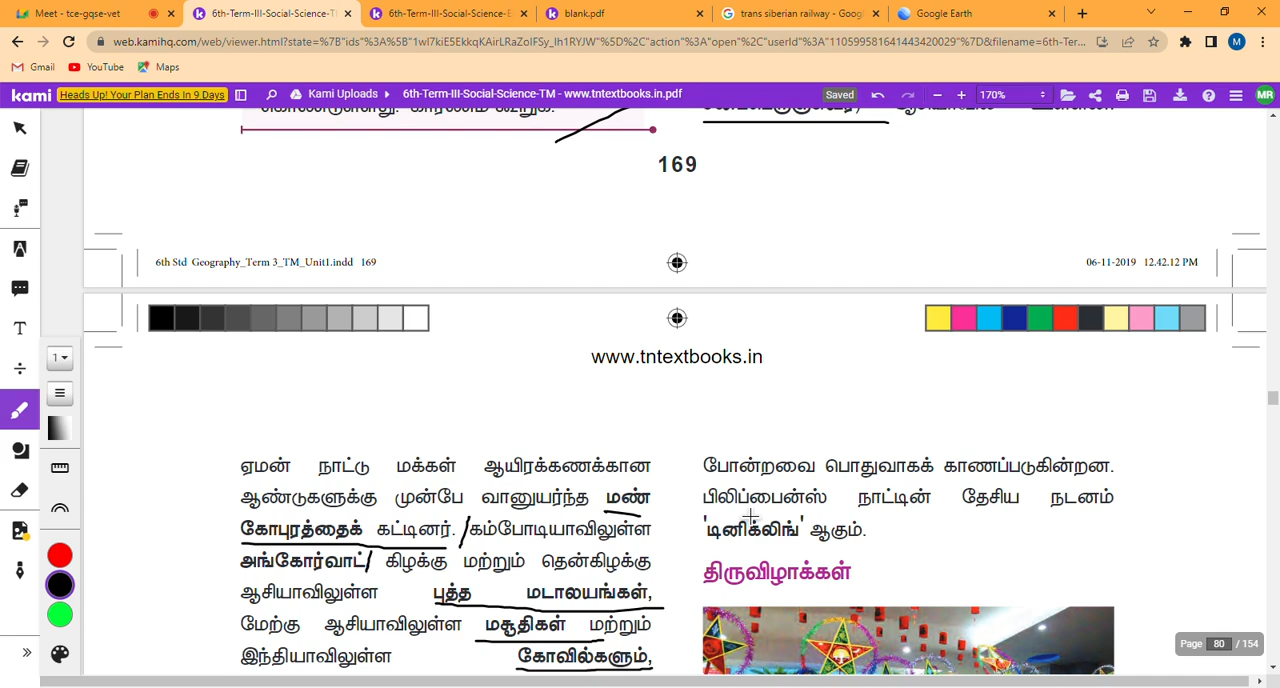 Meet - tce-gqse-vet
6th-Term-III-Social-Science-T
6th-Term-III-Social-Science-E
blank.pdf
trans siberian railway - Goog
Google Earth
web.kamihq.com/web/viewer.html?state=%7B"ids"%3A%5B"1wI7kiE5EkkqKAirLRaZoIFSy_Ih1RYJW"%5D%2C"action"%3A"open"%2C"userId"%3A"110599581641443420029"%7D&filename=6th-Ter...
M
Gmail
YouTube
Maps
kami
Heads Up! Your Plan Ends In 9 Days
Kami Uploads
6th-Term-III-Social-Science-TM - www.tntextbooks.in.pdf
Saved
170%
MR
169
6th Std Geography_Term 3_TM_Unit1.indd 169
06-11-2019 12.42.12 PM
www.tntextbooks.in
ஏமன் நாட்டு மக்கள் ஆயிரக்கணக்கான
ஆண்டுகளுக்கு முன்பே வானுயர்ந்த மண்
கோபுரத்தைக் கட்டினர். கம்போடியாவிலுள்ள
அங்கோர்வாட், கிழக்கு மற்றும் தென்கிழக்கு
ஆசியாவிலுள்ள புத்த மடாலயங்கள்,
மேற்கு ஆசியாவிலுள்ள மசூதிகள் மற்றும்
இந்தியாவிலுள்ள கோவில்களும்,
போன்றவை பொதுவாகக் காணப்படுகின்றன.
பிலிப்பைன்ஸ் நாட்டின் தேசிய நடனம்
'டினிக்லிங்' ஆகும்.
திருவிழாக்கள்
1
Page 80 / 154